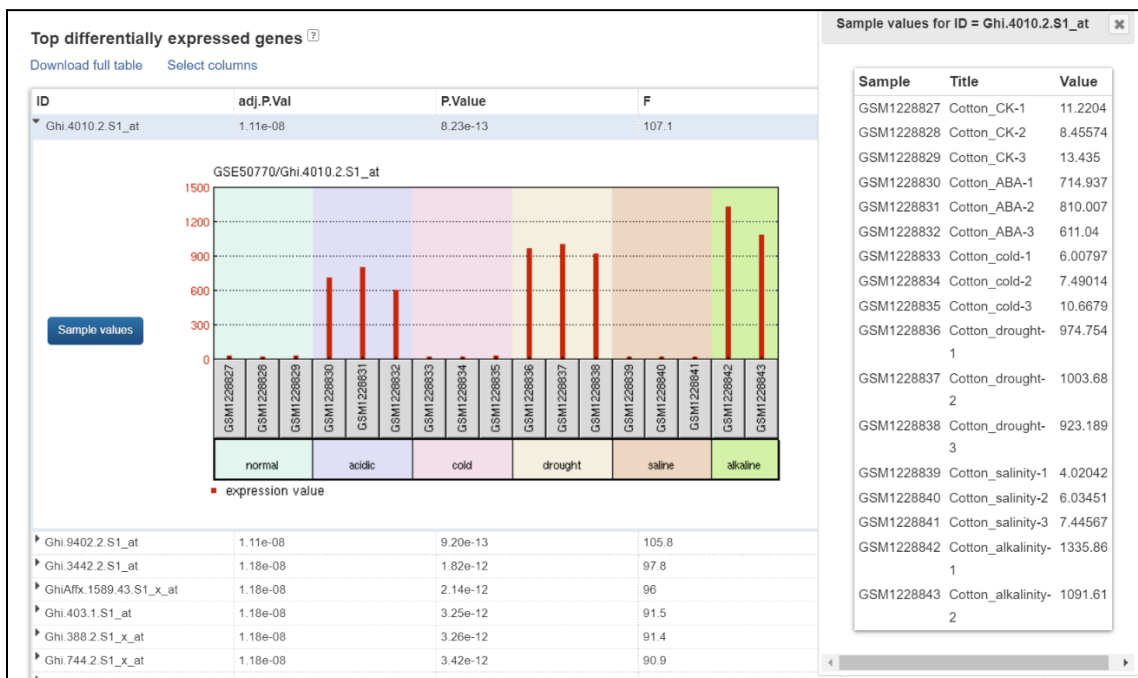 Top differentially expressed genes ?
Download full table Select columns
ID adj.P.Val P.Value F
Ghi.4010.2.S1_at 1.11e-08 8.23e-13 107.1
GSE50770/Ghi.4010.2.S1_at
1500
1200
900
600
300
0
Sample values
GSM1228827
GSM1228828
GSM1228829
GSM1228830
GSM1228831
GSM1228832
GSM1228833
GSM1228834
GSM1228835
GSM1228836
GSM1228837
GSM1228838
GSM1228839
GSM1228840
GSM1228841
GSM1228842
GSM1228843
normal acidic cold drought saline alkaline
expression value
Ghi.9402.2.S1_at 1.11e-08 9.20e-13 105.8
Ghi.3442.2.S1_at 1.18e-08 1.82e-12 97.8
GhiAffx.1589.43.S1_x_at 1.18e-08 2.14e-12 96
Ghi.403.1.S1_at 1.18e-08 3.25e-12 91.5
Ghi.388.2.S1_x_at 1.18e-08 3.26e-12 91.4
Ghi.744.2.S1_x_at 1.18e-08 3.42e-12 90.9
Sample values for ID = Ghi.4010.2.S1_at
Sample Title Value
GSM1228827 Cotton_CK-1 11.2204
GSM1228828 Cotton_CK-2 8.45574
GSM1228829 Cotton_CK-3 13.435
GSM1228830 Cotton_ABA-1 714.937
GSM1228831 Cotton_ABA-2 810.007
GSM1228832 Cotton_ABA-3 611.04
GSM1228833 Cotton_cold-1 6.00797
GSM1228834 Cotton_cold-2 7.49014
GSM1228835 Cotton_cold-3 10.6679
GSM1228836 Cotton_drought- 974.754
1
GSM1228837 Cotton_drought- 1003.68
2
GSM1228838 Cotton_drought- 923.189
3
GSM1228839 Cotton_salinity-1 4.02042
GSM1228840 Cotton_salinity-2 6.03451
GSM1228841 Cotton_salinity-3 7.44567
GSM1228842 Cotton_alkalinity- 1335.86
1
GSM1228843 Cotton_alkalinity- 1091.61
2